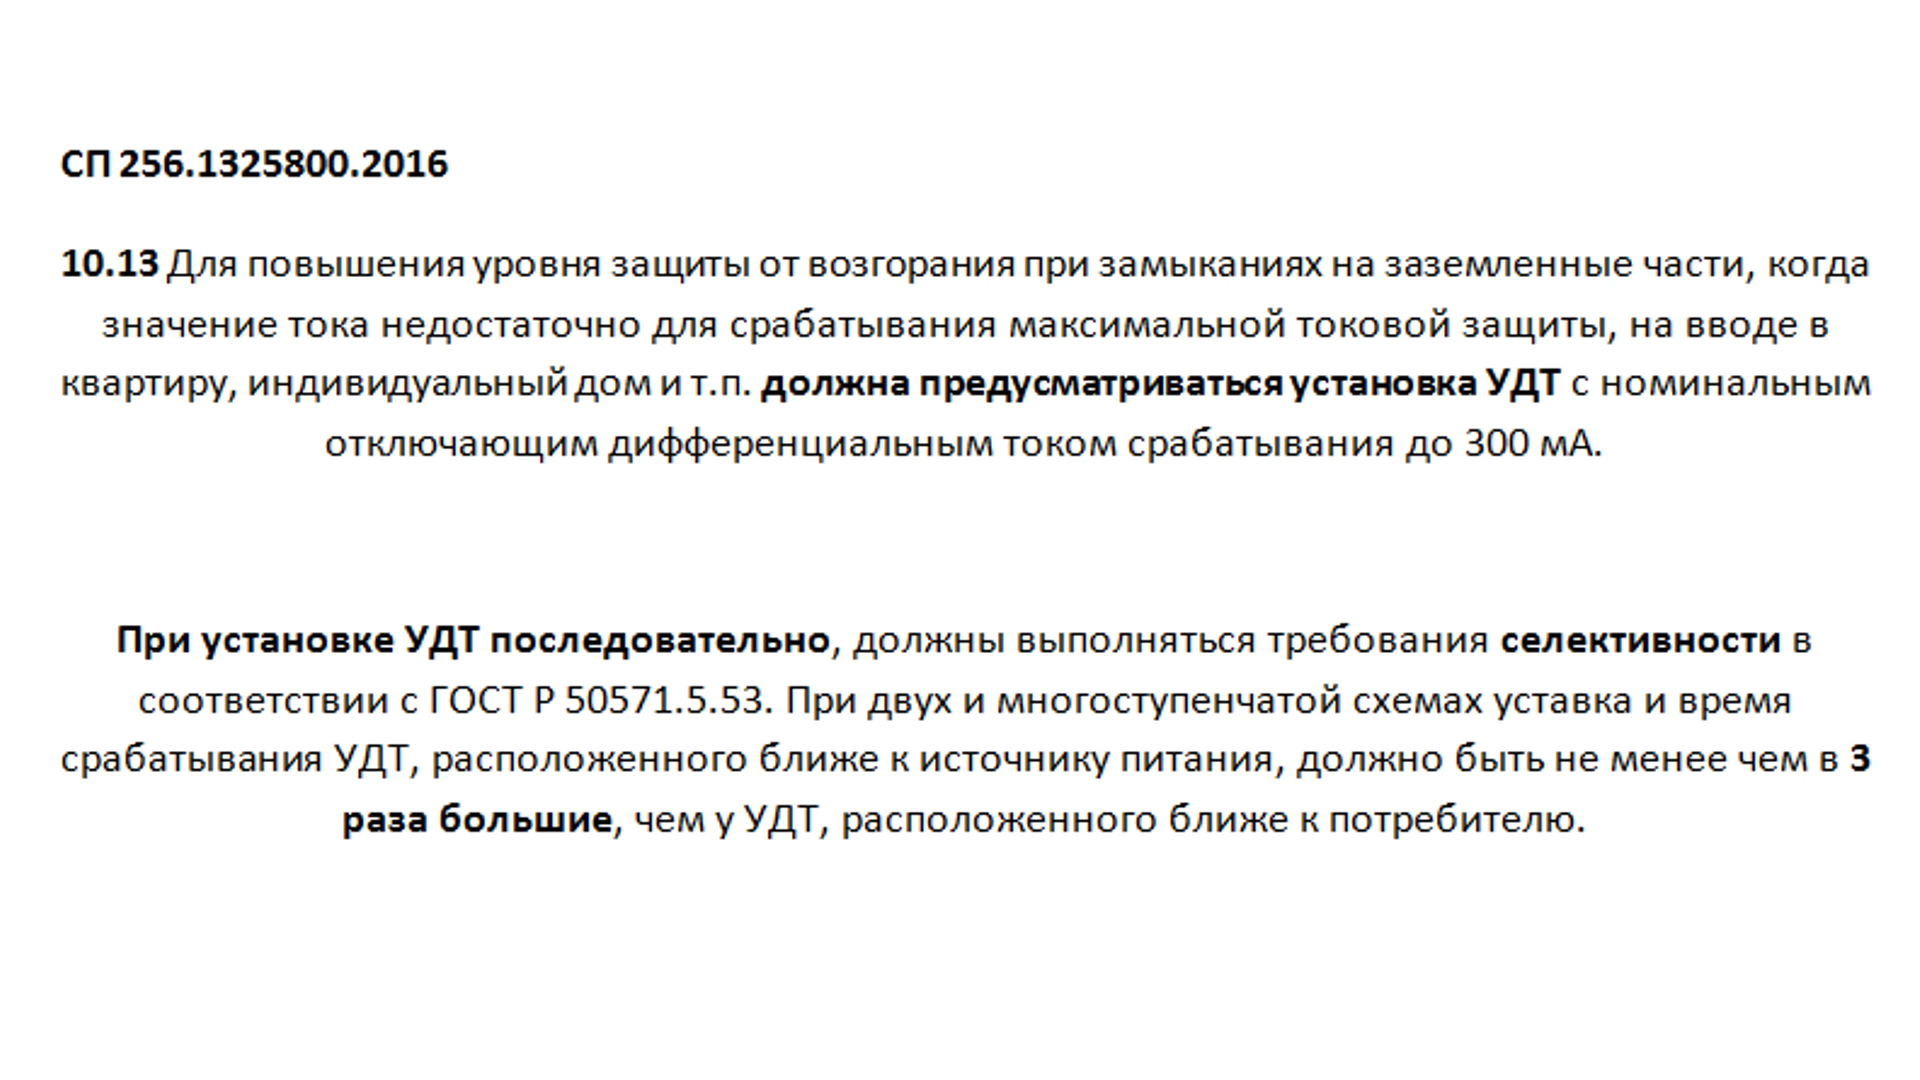 СП 256.1325800.2016
10.13 Для повышения уровня защиты от возгорания при замыканиях на заземленные части, когда
значение тока недостаточно для срабатывания максимальной токовой защиты, на вводе в
квартиру, индивидуальный дом и т.п. должна предусматриваться установка УДТ с номинальным
отключающим дифференциальным током срабатывания до 300 мА.
При установке УДТ последовательно, должны выполняться требования селективности в
соответствии с ГОСТ Р 50571.5.53. При двух и многоступенчатой схемах уставка и время
срабатывания УДТ, расположенного ближе к источнику питания, должно быть не менее чем в 3
раза большие, чем у УДТ, расположенного ближе к потребителю.